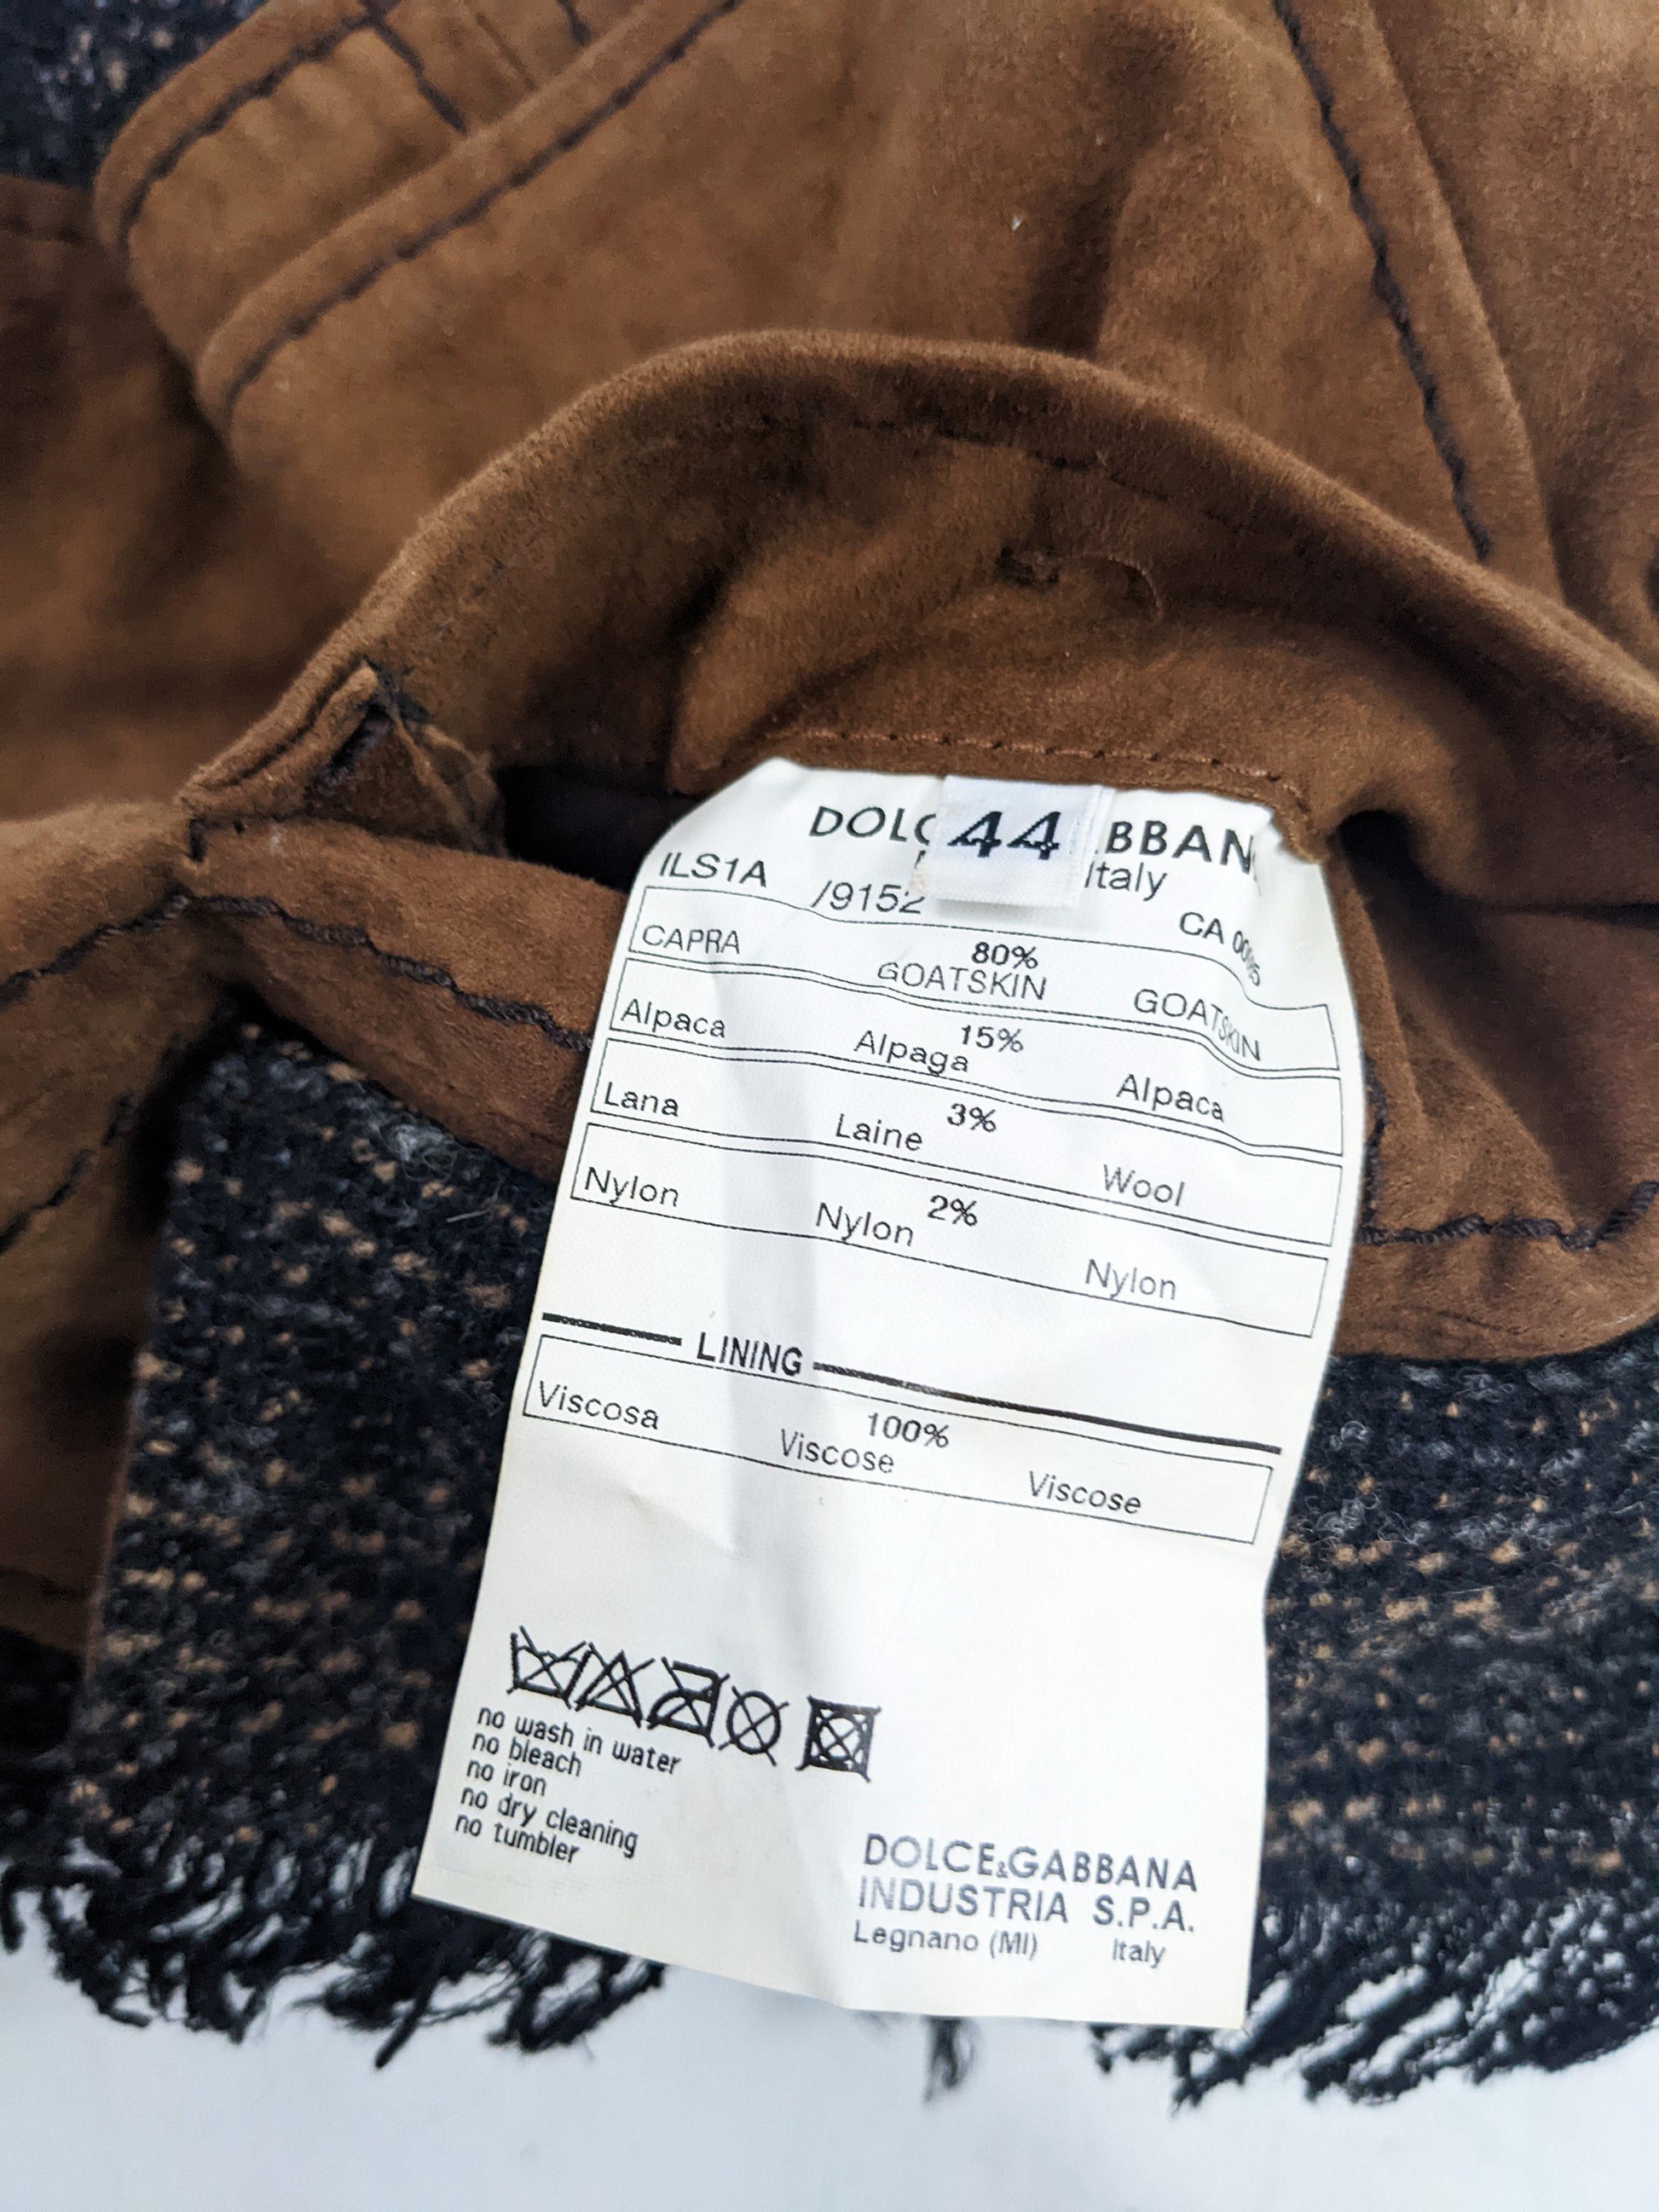 DOLC 44 BBAN
Italy
ILS1A /9152 CA
CAPRA 80% GOATSKIN GOATSKIN
Alpaca 15% Alpaga Alpaca
Lana 3% Laine Wool
Nylon 2% Nylon Nylon
LINING
Viscosa 100% Viscose Viscose
no wash in water
no bleach
no iron
no dry cleaning
no tumbler
DOLCE&GABBANA
INDUSTRIA S.P.A.
Legnano (MI) Italy